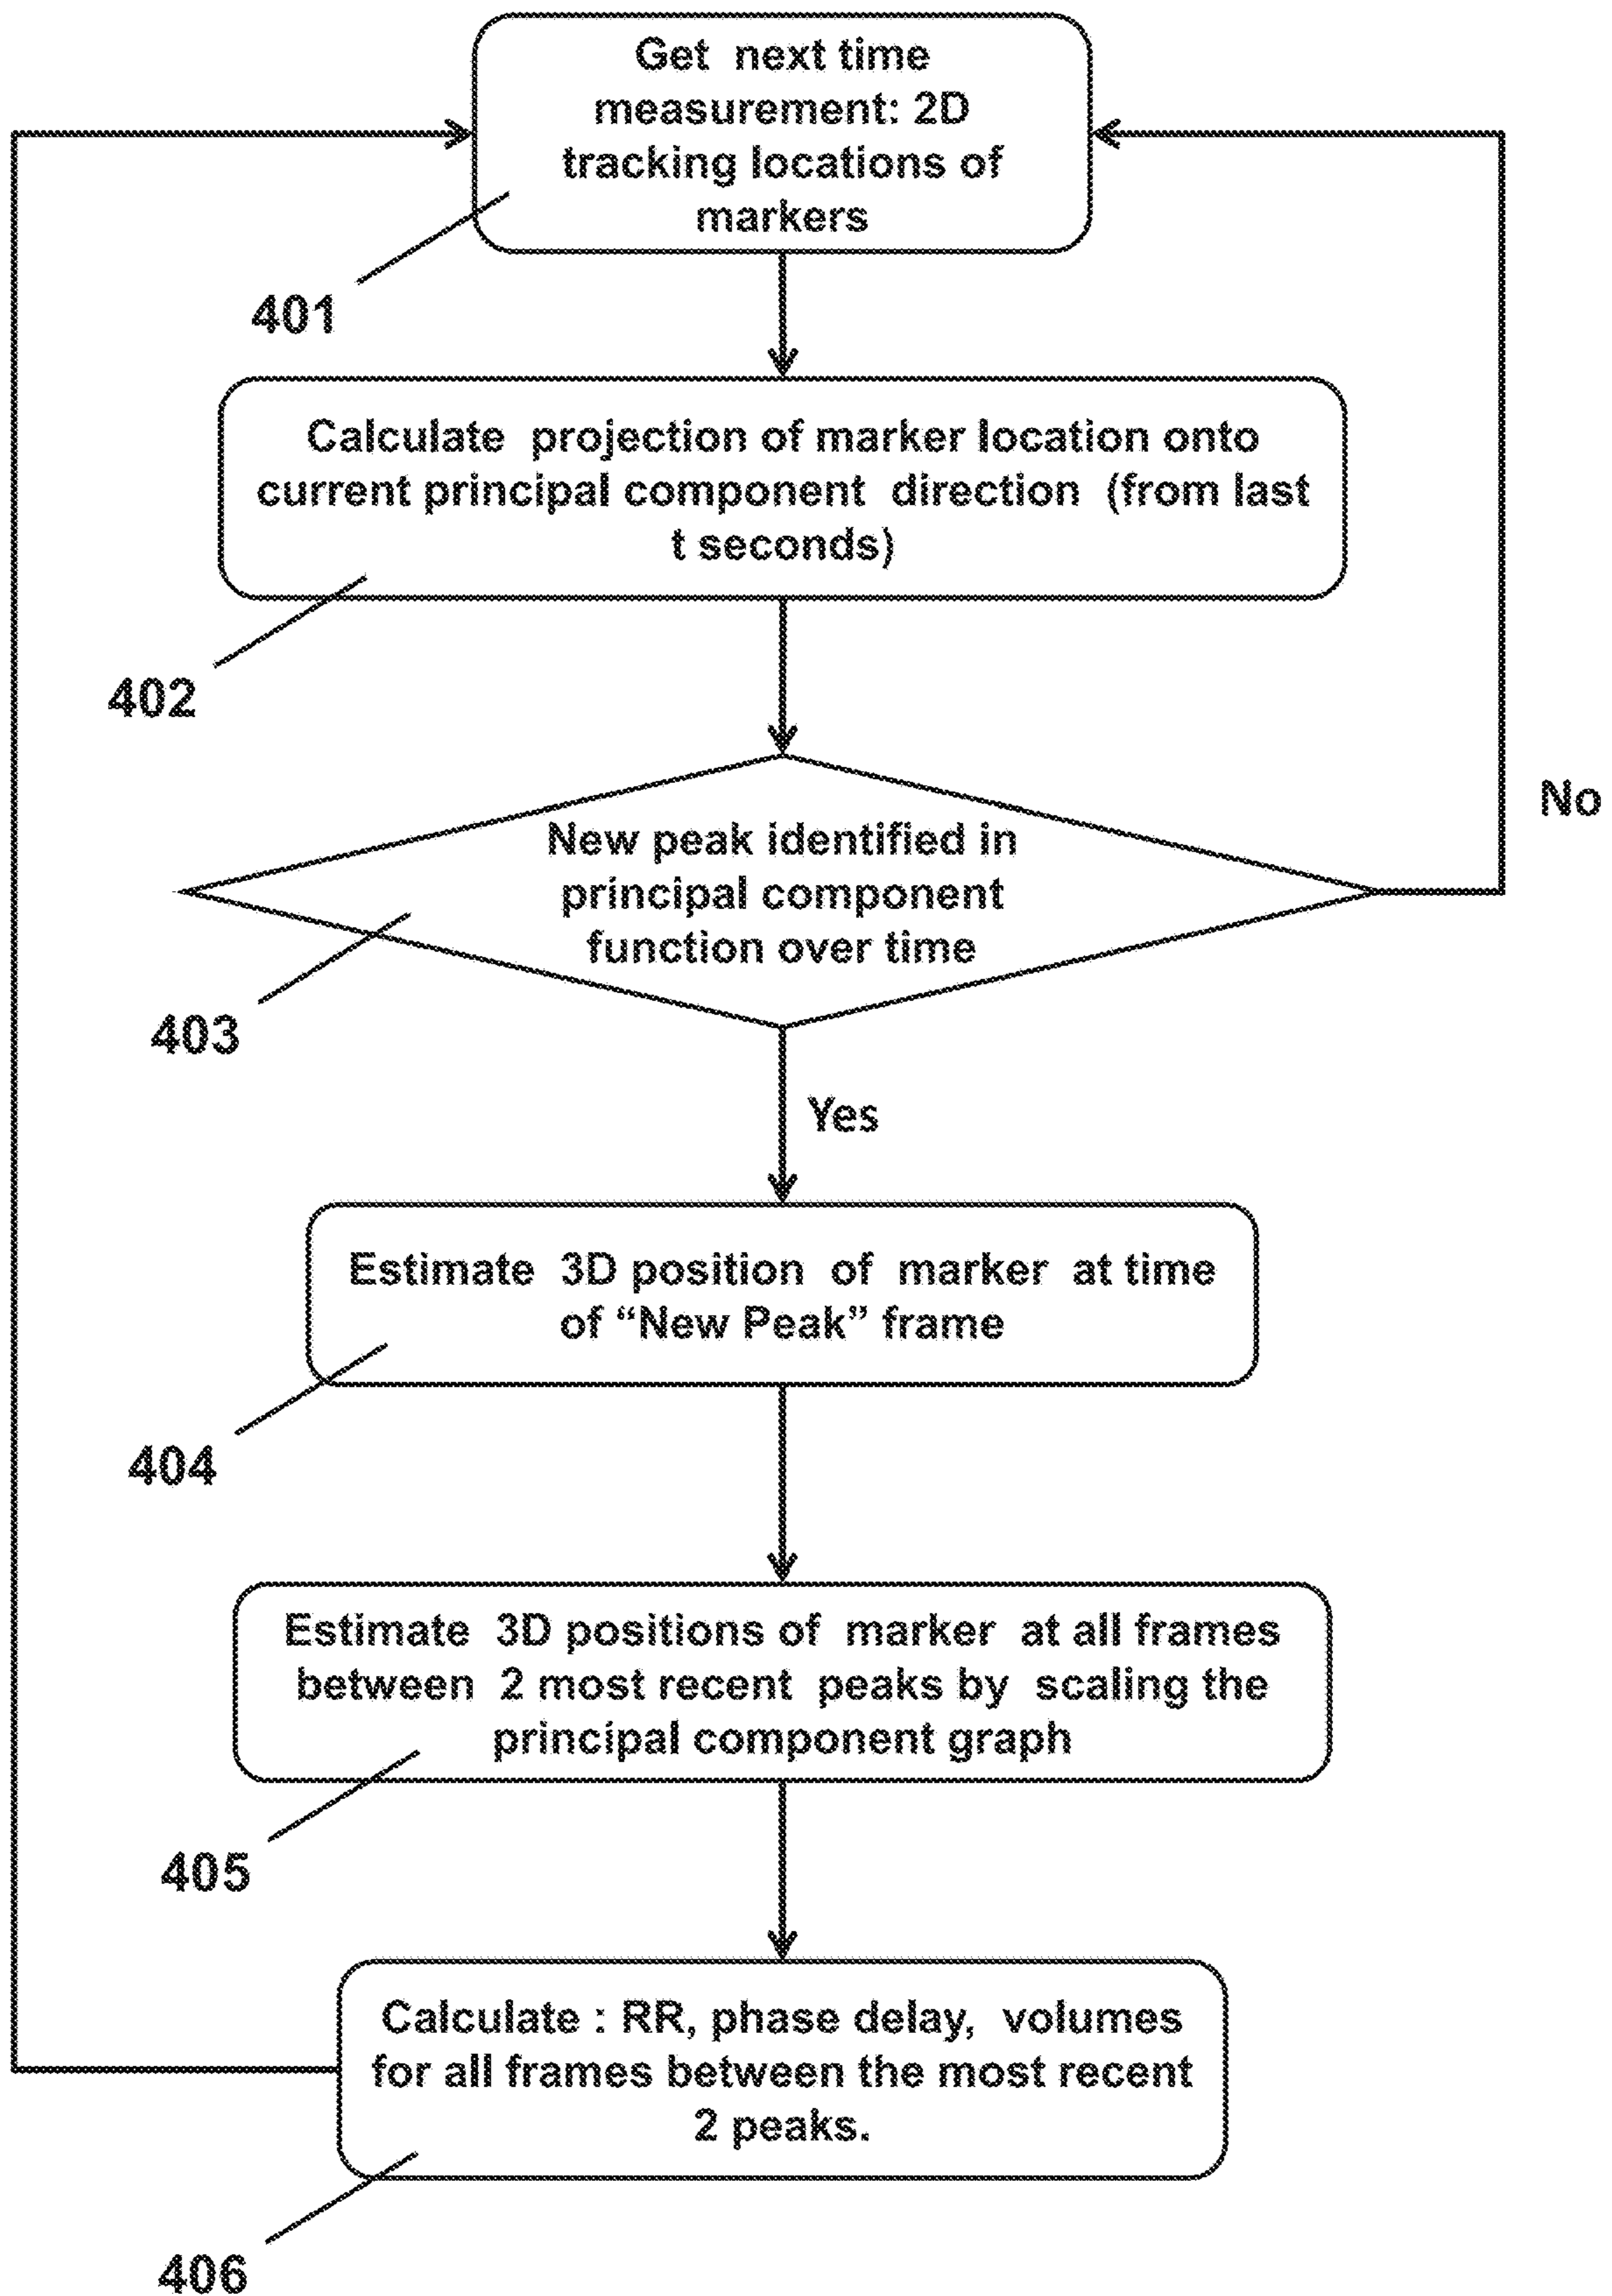 Get next time
measurement: 2D
tracking locations of
markers
401
Calculate projection of marker location onto
current principal component direction (from last
t seconds)
402
New peak identified in
principal component
function over time
No
403
Yes
Estimate 3D position of marker at time
of “New Peak” frame
404
Estimate 3D positions of marker at all frames
between 2 most recent peaks by scaling the
principal component graph
405
Calculate : RR, phase delay, volumes
for all frames between the most recent
2 peaks.
406